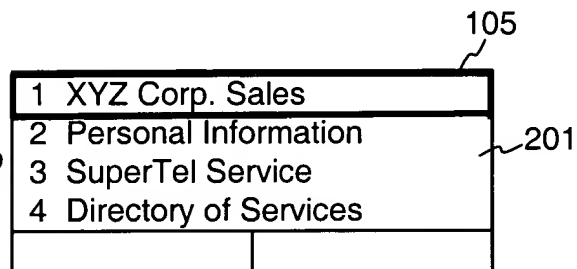 105
1 XYZ Corp. Sales
2 Personal Information
201
3 SuperTel Service
4 Directory of Services